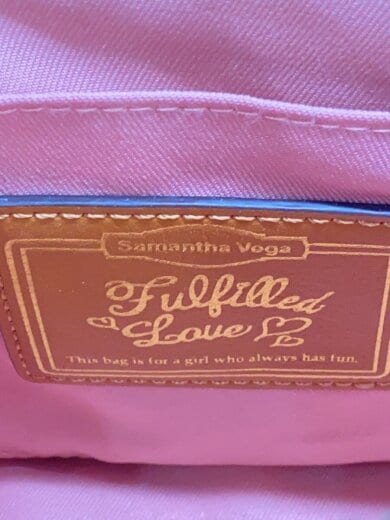 Samantha Vega
Fulfilled
Love
This bag is for a girl who always has fun.